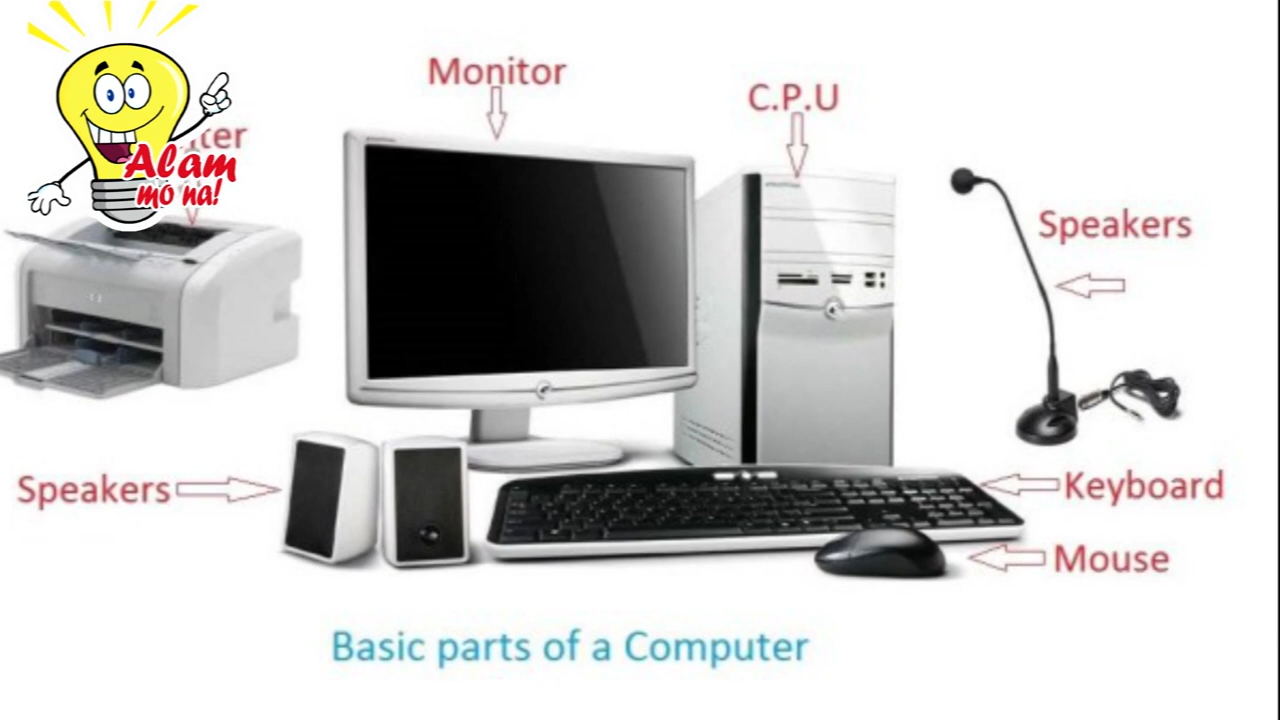 Monitor
C.P.U
Alam
mo na!
Speakers
Speakers
Keyboard
Mouse
Basic parts of a Computer